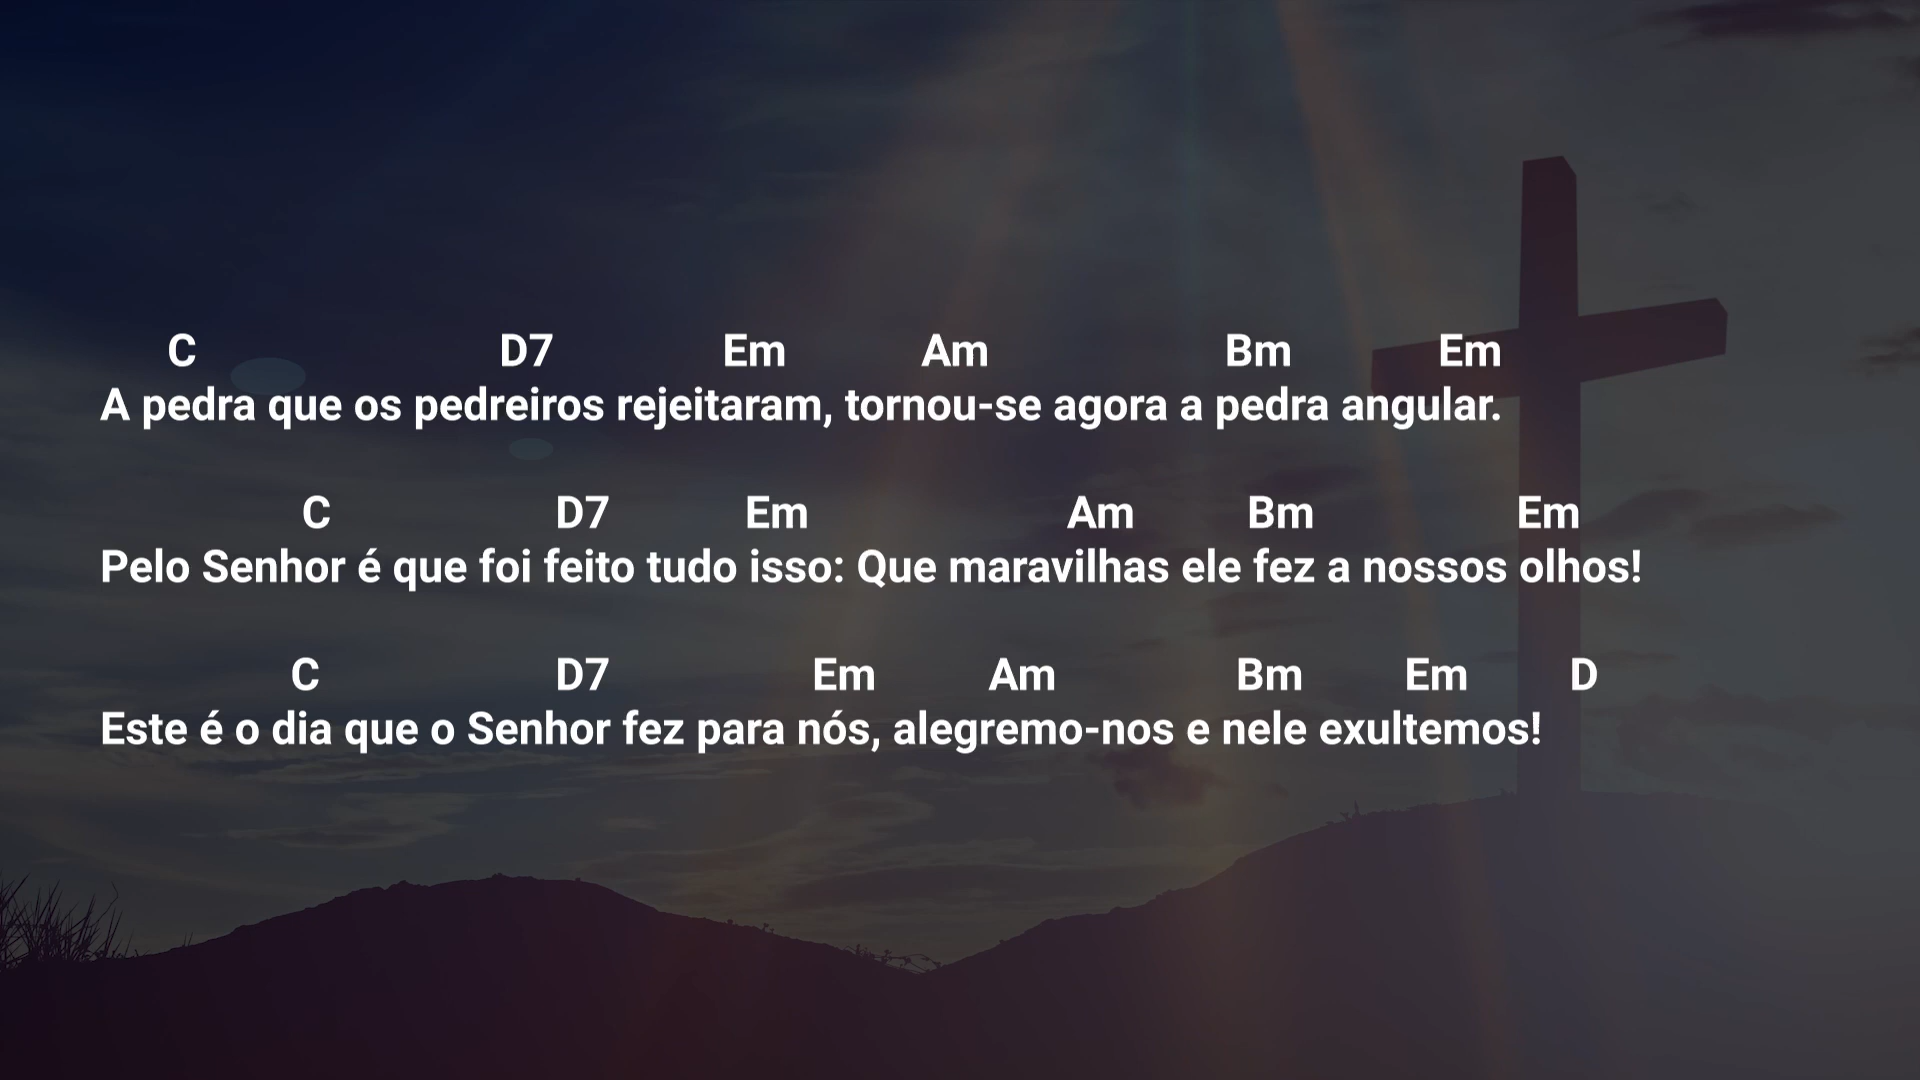 C D7 Em Am Bm Em
A pedra que os pedreiros rejeitaram, tornou-se agora a pedra angular.
C D7 Em Am Bm Em
Pelo Senhor é que foi feito tudo isso: Que maravilhas ele fez a nossos olhos!
C D7 Em Am Bm Em D
Este é o dia que o Senhor fez para nós, alegremo-nos e nele exultemos!